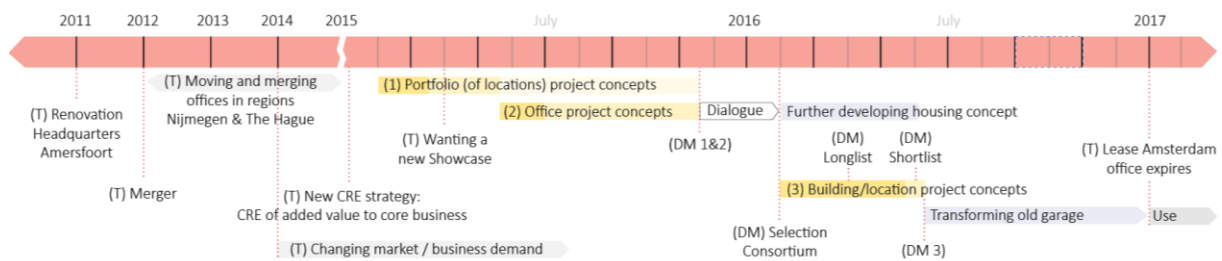 2011 2012 2013 2014 2015 July 2016 July 2017
(T) Renovation
Headquarters
Amersfoort
(T) Merger
(T) Moving and merging
offices in regions
Nijmegen & The Hague
(T) New CRE strategy:
CRE of added value to core business
(T) Changing market / business demand
(1) Portfolio (of locations) project concepts
(T) Wanting a
new Showcase
(2) Office project concepts
(DM 1&2)
Dialogue
Further developing housing concept
(DM)
Longlist
(DM)
Shortlist
(3) Building/location project concepts
(DM) Selection
Consortium
(DM 3)
Transforming old garage
(T) Lease Amsterdam
office expires
Use